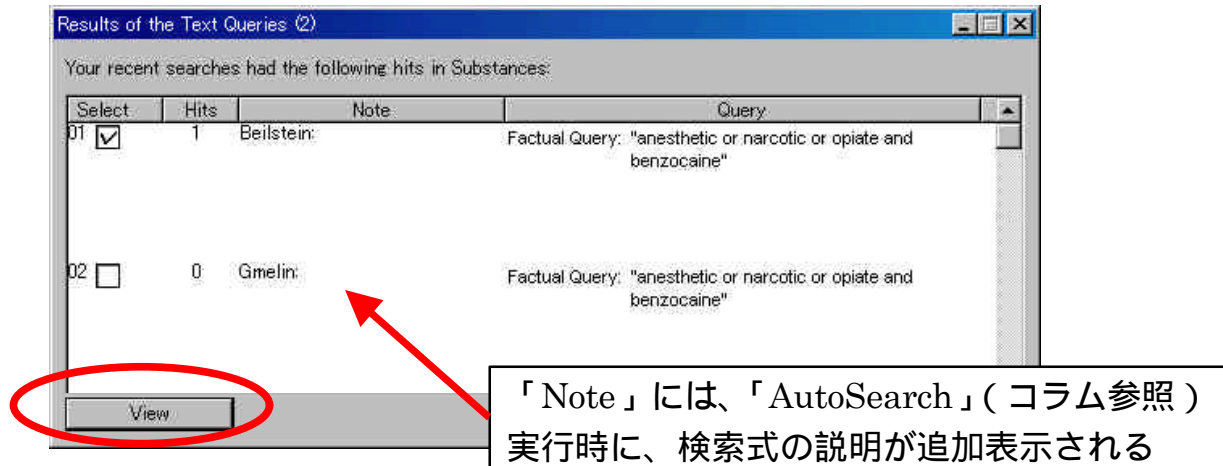 Results of the Text Queries (2)
Your recent searches had the following hits in Substances:
Select Hits Note Query
01 1 Beilstein: Factual Query: "anesthetic or narcotic or opiate and
benzocaine"
02 0 Gmelin: Factual Query: "anesthetic or narcotic or opiate and
benzocaine"
View
「Note」には、「AutoSearch」(コラム参照)
実行時に、検索式の説明が追加表示される